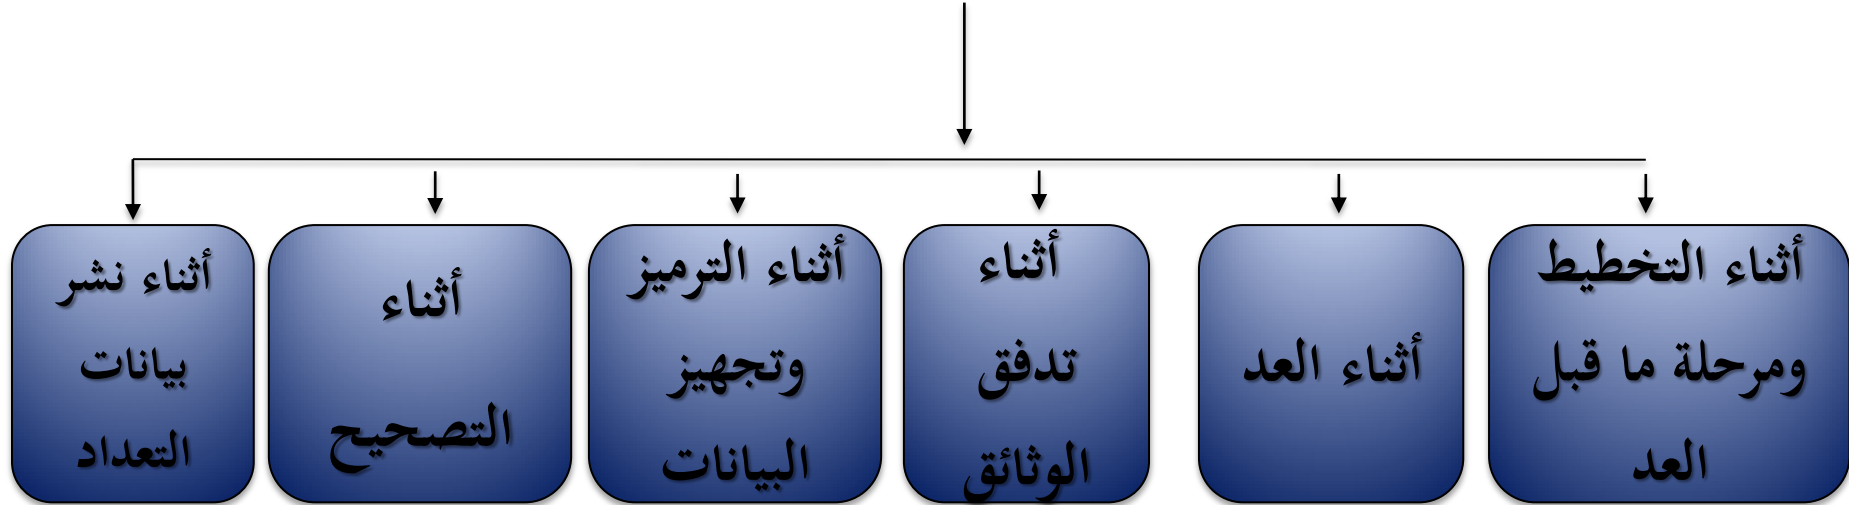 أثناء التخطيط
ومرحلة ما قبل
العد
أثناء العد
أثناء
تدفق
الوثائق
أثناء الترميز
وتجهيز
البيانات
أثناء
التصحيح
أثناء نشر
بيانات
التعداد